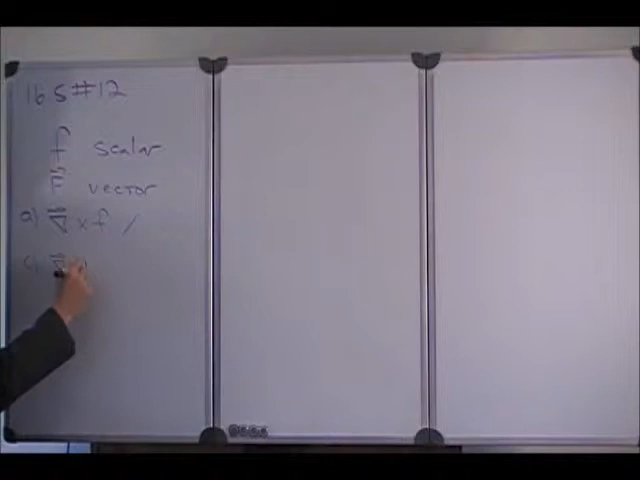 16 5 #12
f scalar
F⃗ vector
a) ∇⃗ × f /
c) ∇⃗